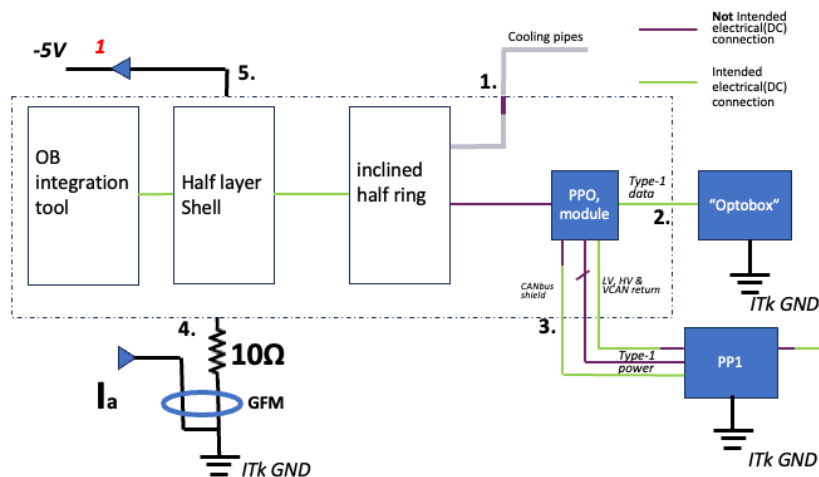 Not Intended
electrical(DC)
connection
Cooling pipes
-5V
1
5.
1.
Intended
electrical(DC)
connection
OB
integration
tool
Half layer
Shell
inclined
half ring
PPO,
module
Type-1
data
2.
"Optobox"
CANbus
shield
LV, HV &
VCAN return
ITk GND
4.
3.
10Ω
Type-1
power
PP1
Ia
GFM
ITk GND
ITk GND